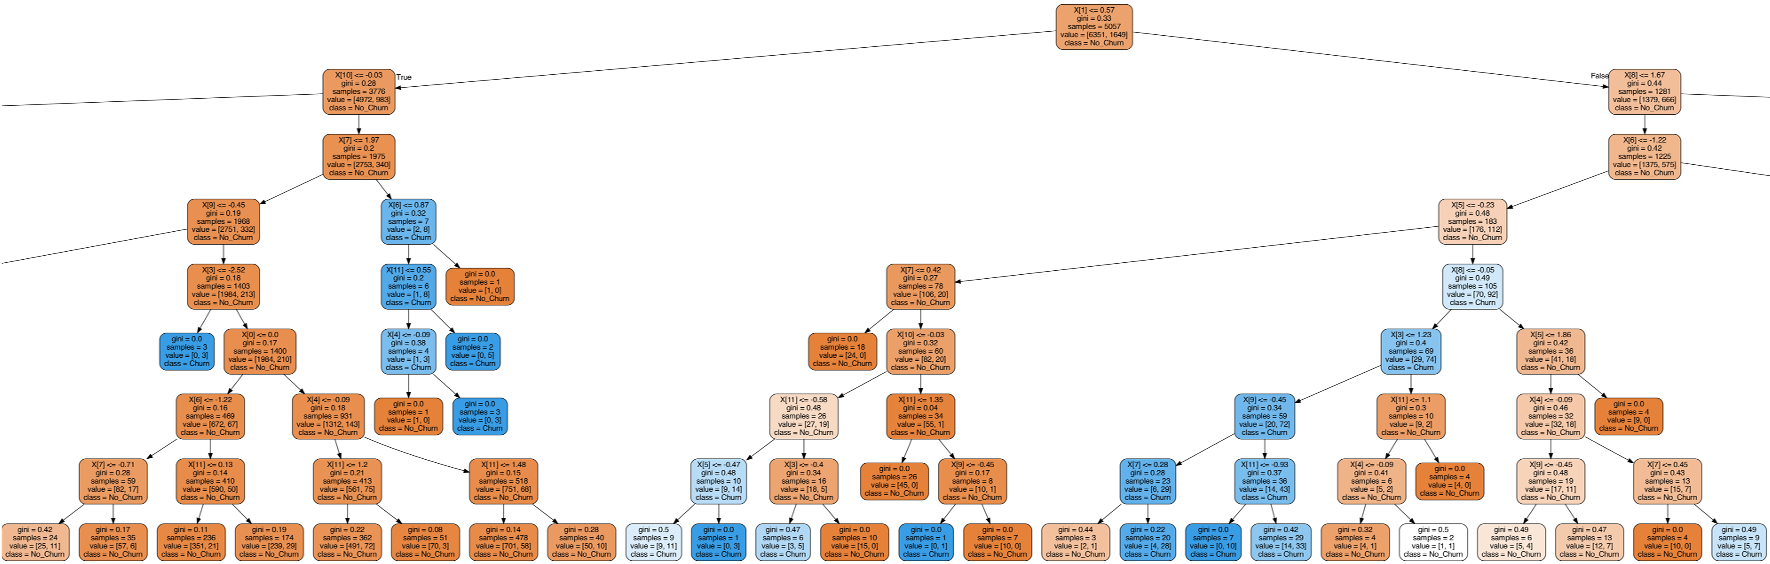 X[1] <= 0.57
gini = 0.33
samples = 5057
value = [6351, 1649]
class = No_Churn
True
False
X[10] <= -0.03
gini = 0.28
samples = 3776
value = [4972, 983]
class = No_Churn
X[8] <= 1.67
gini = 0.44
samples = 1281
value = [1379, 666]
class = No_Churn
X[7] <= 1.97
gini = 0.2
samples = 1975
value = [2753, 340]
class = No_Churn
X[6] <= -1.22
gini = 0.42
samples = 1225
value = [1375, 575]
class = No_Churn
X[9] <= -0.45
gini = 0.19
samples = 1968
value = [2751, 332]
class = No_Churn
X[6] <= 0.87
gini = 0.32
samples = 7
value = [2, 8]
class = Churn
X[5] <= -0.23
gini = 0.48
samples = 183
value = [176, 112]
class = No_Churn
X[3] <= -2.52
gini = 0.18
samples = 1403
value = [1984, 213]
class = No_Churn
X[11] <= 0.55
gini = 0.2
samples = 6
value = [1, 8]
class = Churn
gini = 0.0
samples = 1
value = [1, 0]
class = No_Churn
X[7] <= 0.42
gini = 0.27
samples = 78
value = [106, 20]
class = No_Churn
X[8] <= -0.05
gini = 0.49
samples = 105
value = [70, 92]
class = Churn
gini = 0.0
samples = 3
value = [0, 3]
class = Churn
X[0] <= 0.0
gini = 0.17
samples = 1400
value = [1984, 210]
class = No_Churn
X[4] <= -0.09
gini = 0.38
samples = 4
value = [1, 3]
class = Churn
gini = 0.0
samples = 2
value = [0, 5]
class = Churn
gini = 0.0
samples = 18
value = [24, 0]
class = No_Churn
X[10] <= -0.03
gini = 0.32
samples = 60
value = [82, 20]
class = No_Churn
X[3] <= 1.23
gini = 0.4
samples = 69
value = [29, 74]
class = Churn
X[5] <= 1.86
gini = 0.42
samples = 36
value = [41, 18]
class = No_Churn
X[6] <= -1.22
gini = 0.16
samples = 469
value = [672, 67]
class = No_Churn
X[4] <= -0.09
gini = 0.18
samples = 931
value = [1312, 143]
class = No_Churn
gini = 0.0
samples = 1
value = [1, 0]
class = No_Churn
gini = 0.0
samples = 3
value = [0, 3]
class = Churn
X[11] <= -0.58
gini = 0.48
samples = 26
value = [27, 19]
class = No_Churn
X[11] <= 1.35
gini = 0.04
samples = 34
value = [55, 1]
class = No_Churn
X[9] <= -0.45
gini = 0.34
samples = 59
value = [20, 72]
class = Churn
X[11] <= 1.1
gini = 0.3
samples = 10
value = [9, 2]
class = No_Churn
X[4] <= -0.09
gini = 0.46
samples = 32
value = [32, 18]
class = No_Churn
gini = 0.0
samples = 4
value = [9, 0]
class = No_Churn
X[7] <= -0.71
gini = 0.28
samples = 59
value = [82, 17]
class = No_Churn
X[11] <= 0.13
gini = 0.14
samples = 410
value = [590, 50]
class = No_Churn
X[11] <= 1.2
gini = 0.21
samples = 413
value = [561, 75]
class = No_Churn
X[11] <= 1.48
gini = 0.15
samples = 518
value = [751, 68]
class = No_Churn
X[5] <= -0.47
gini = 0.48
samples = 10
value = [9, 14]
class = Churn
X[3] <= -0.4
gini = 0.34
samples = 16
value = [18, 5]
class = No_Churn
gini = 0.0
samples = 26
value = [45, 0]
class = No_Churn
X[9] <= -0.45
gini = 0.17
samples = 8
value = [10, 1]
class = No_Churn
X[7] <= 0.28
gini = 0.28
samples = 23
value = [6, 29]
class = Churn
X[11] <= -0.93
gini = 0.37
samples = 36
value = [14, 43]
class = Churn
X[4] <= -0.09
gini = 0.41
samples = 6
value = [5, 2]
class = No_Churn
gini = 0.0
samples = 4
value = [4, 0]
class = No_Churn
X[9] <= -0.45
gini = 0.48
samples = 19
value = [17, 11]
class = No_Churn
X[7] <= 0.45
gini = 0.43
samples = 13
value = [15, 7]
class = No_Churn
gini = 0.42
samples = 24
value = [25, 11]
class = No_Churn
gini = 0.17
samples = 35
value = [57, 6]
class = No_Churn
gini = 0.11
samples = 236
value = [351, 21]
class = No_Churn
gini = 0.19
samples = 174
value = [239, 29]
class = No_Churn
gini = 0.22
samples = 362
value = [491, 72]
class = No_Churn
gini = 0.08
samples = 51
value = [70, 3]
class = No_Churn
gini = 0.14
samples = 478
value = [701, 58]
class = No_Churn
gini = 0.28
samples = 40
value = [50, 10]
class = No_Churn
gini = 0.5
samples = 9
value = [9, 11]
class = Churn
gini = 0.0
samples = 1
value = [0, 3]
class = Churn
gini = 0.47
samples = 6
value = [3, 5]
class = Churn
gini = 0.0
samples = 10
value = [15, 0]
class = No_Churn
gini = 0.0
samples = 1
value = [0, 1]
class = Churn
gini = 0.0
samples = 7
value = [10, 0]
class = No_Churn
gini = 0.44
samples = 3
value = [2, 1]
class = No_Churn
gini = 0.22
samples = 20
value = [4, 28]
class = Churn
gini = 0.0
samples = 7
value = [0, 10]
class = Churn
gini = 0.42
samples = 29
value = [14, 33]
class = Churn
gini = 0.32
samples = 4
value = [4, 1]
class = No_Churn
gini = 0.5
samples = 2
value = [1, 1]
class = No_Churn
gini = 0.49
samples = 6
value = [5, 4]
class = No_Churn
gini = 0.47
samples = 13
value = [12, 7]
class = No_Churn
gini = 0.0
samples = 4
value = [10, 0]
class = No_Churn
gini = 0.49
samples = 9
value = [5, 7]
class = Churn